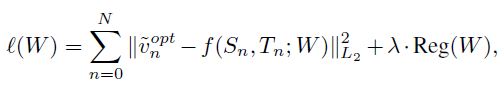 ℓ(W) = ∑_{n=0}^{N} ‖ṽ_n^{opt} − f(S_n, T_n; W)‖²_{L_2} + λ · Reg(W),